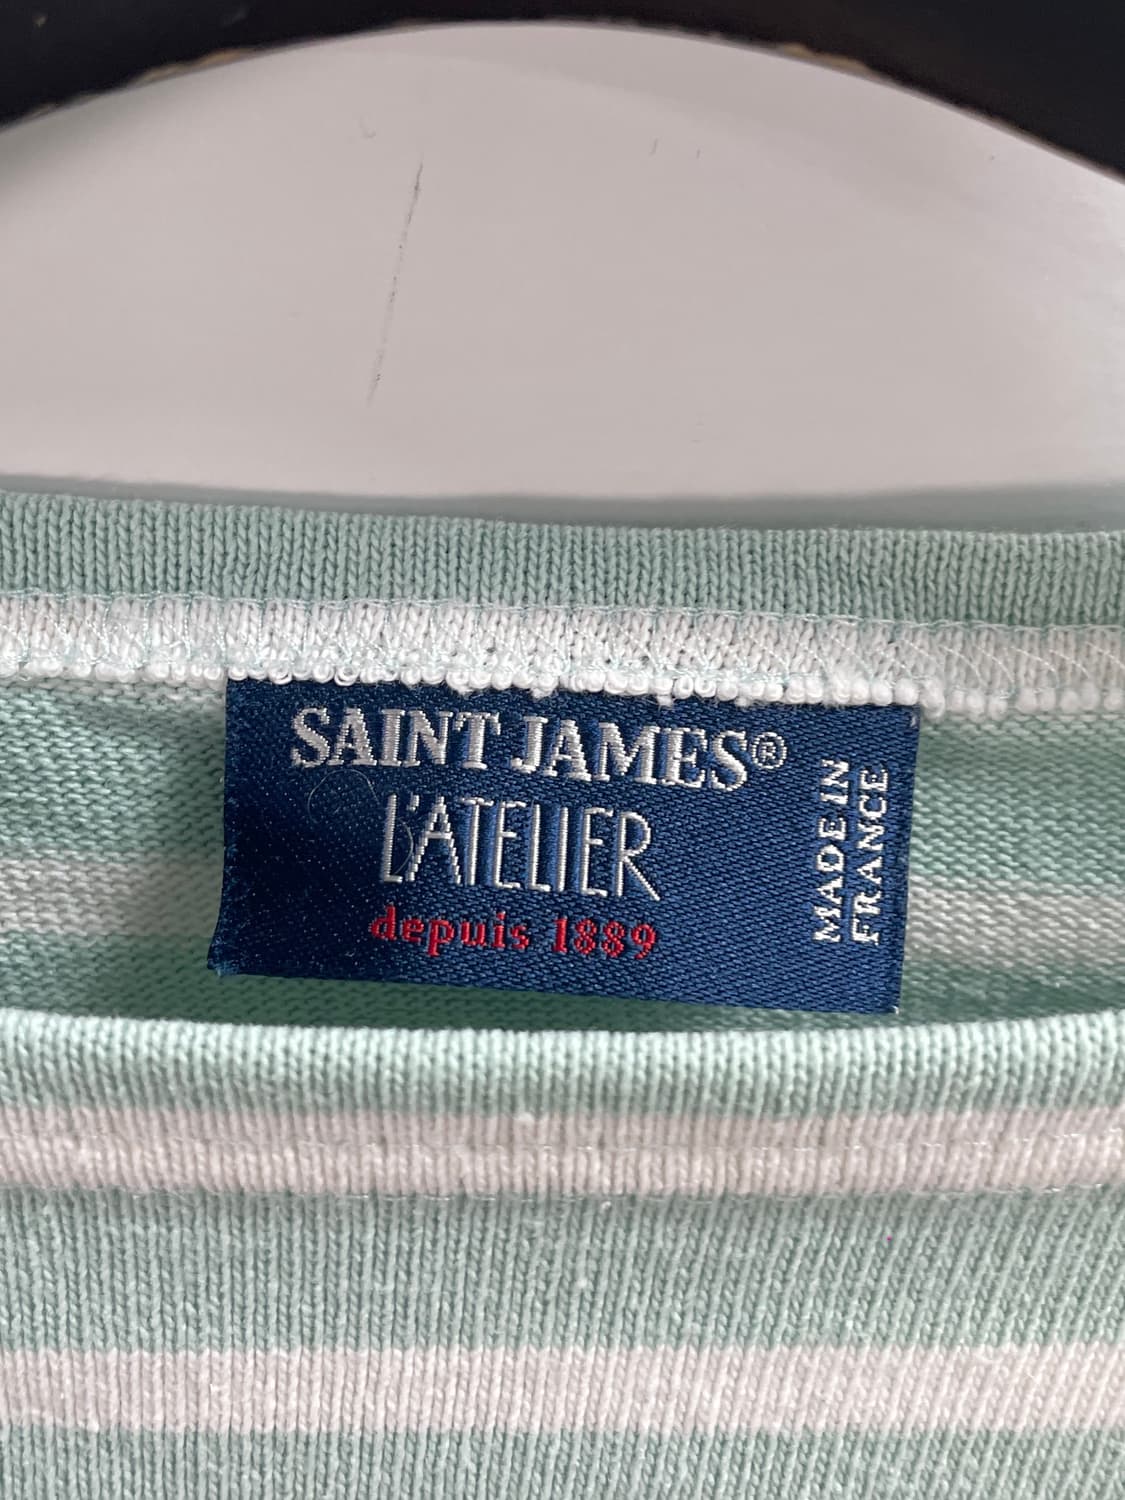 SAINT JAMES®
L'ATELIER
depuis 1889
MADE IN
FRANCE